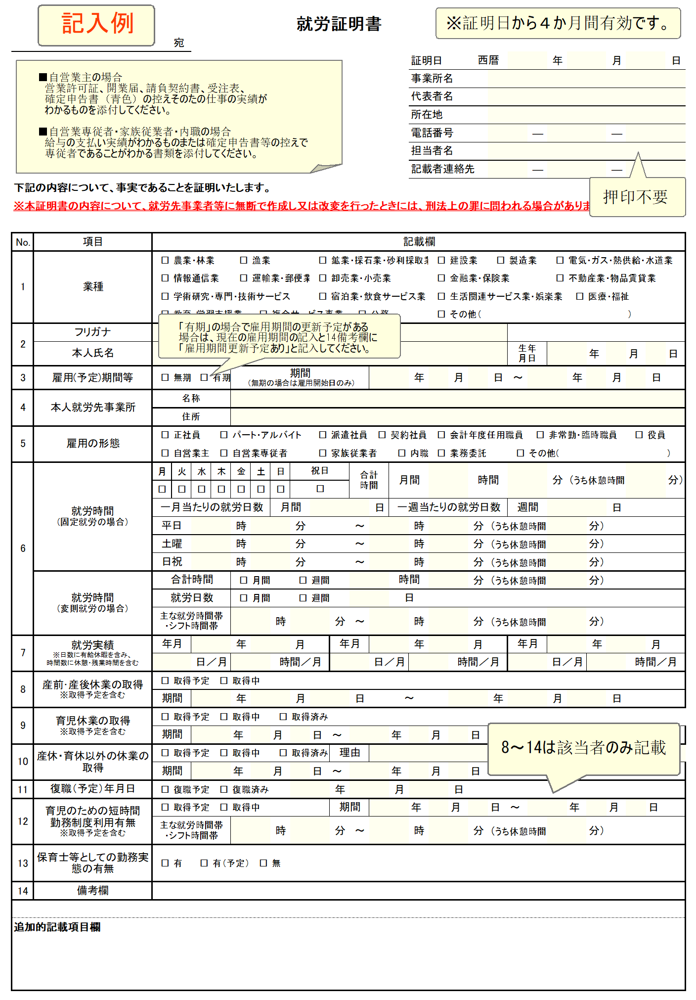 記入例
就労証明書
※証明日から４か月間有効です。
宛
証明日 西暦 年 月 日
事業所名
代表者名
所在地
電話番号 — —
担当者名
記載者連絡先 — —
押印不要
■自営業主の場合
営業許可証、開業届、請負契約書、受注表、
確定申告書（青色）の控えそのたの仕事の実績が
わかるものを添付してください。
■自営業専従者・家族従業者・内職の場合
給与の支払い実績がわかるものまたは確定申告書等の控えで
専従者であることがわかる書類を添付してください。
下記の内容について、事実であることを証明いたします。
※本証明書の内容について、就労先事業者等に無断で作成し又は改変を行ったときには、刑法上の罪に問われる場合がありま
No. 項目 記載欄
1 業種
□ 農業・林業 □ 漁業 □ 鉱業・採石業・砂利採取業 □ 建設業 □ 製造業 □ 電気・ガス・熱供給・水道業
□ 情報通信業 □ 運輸業・郵便業 □ 卸売業・小売業 □ 金融業・保険業 □ 不動産業・物品賃貸業
□ 学術研究・専門・技術サービス □ 宿泊業・飲食サービス業 □ 生活関連サービス業・娯楽業 □ 医療・福祉
□ 教育・学習支援業 □ 複合サービス事業 □ 公務 □ その他( )
「有期」の場合で雇用期間の更新予定がある
場合は、現在の雇用期間の記入と14備考欄に
「雇用期間更新予定あり」と記入してください。
2 フリガナ
本人氏名 生年月日 年 月 日
3 雇用(予定)期間等 □ 無期 □ 有期 期間 年 月 日 ～ 年 月 日
（無期の場合は雇用開始日のみ）
4 本人就労先事業所 名称
住所
5 雇用の形態
□ 正社員 □ パート・アルバイト □ 派遣社員 □ 契約社員 □ 会計年度任用職員 □ 非常勤・臨時職員 □ 役員
□ 自営業主 □ 自営業専従者 □ 家族従業者 □ 内職 □ 業務委託 □ その他( )
6 就労時間
（固定就労の場合）
月 火 水 木 金 土 日 祝日 合計時間 月間 時間 分 （うち休憩時間 分）
□ □ □ □ □ □ □ □
一月当たりの就労日数 月間 日 一週当たりの就労日数 週間 日
平日 時 分 ～ 時 分 （うち休憩時間 分）
土曜 時 分 ～ 時 分 （うち休憩時間 分）
日祝 時 分 ～ 時 分 （うち休憩時間 分）
就労時間
（変則就労の場合）
合計時間 □ 月間 □ 週間 時間 分 （うち休憩時間 分）
就労日数 □ 月間 □ 週間 日
主な就労時間帯
・シフト時間帯 時 分 ～ 時 分 （うち休憩時間 分）
7 就労実績
※日数に有給休暇を含み、
時間数に休憩・残業時間を含む
年月 年 月 年月 年 月 年月 年 月
日／月 時間／月 日／月 時間／月 日／月 時間／月
8 産前・産後休業の取得
※取得予定を含む
□ 取得予定 □ 取得中
期間 年 月 日 ～ 年 月 日
9 育児休業の取得
※取得予定を含む
□ 取得予定 □ 取得中 □ 取得済み
期間 年 月 日 ～ 年 月 日
8～14は該当者のみ記載
10 産休・育休以外の休業の
取得
□ 取得予定 □ 取得中 □ 取得済み 理由
期間 年 月 日 ～ 年 月 日
11 復職（予定）年月日 □ 復職予定 □ 復職済み 年 月 日
12 育児のための短時間
勤務制度利用有無
※取得予定を含む
□ 取得予定 □ 取得中 期間 年 月 日 ～ 年 月 日
主な就労時間帯
・シフト時間帯 時 分 ～ 時 分 （うち休憩時間 分）
13 保育士等としての勤務実
態の有無
□ 有 □ 有（予定） □ 無
14 備考欄
追加的記載項目欄